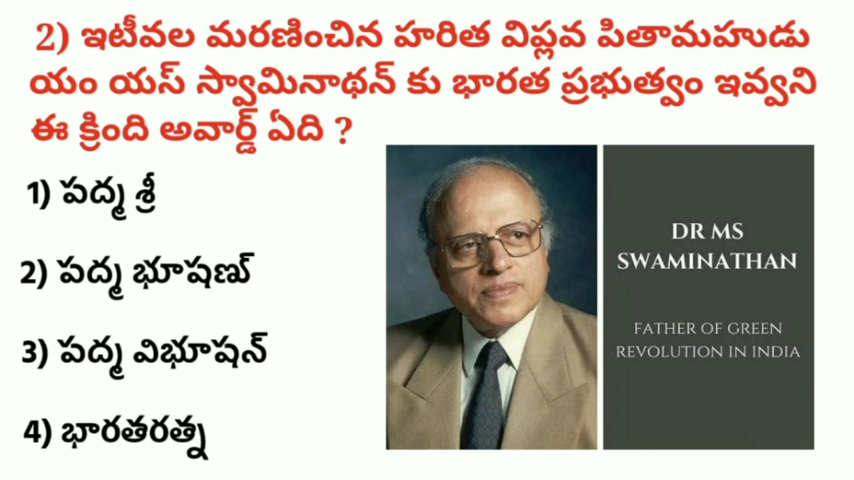 2) ఇటీవల మరణించిన హరిత విప్లవ పితామహుడు
యం యస్ స్వామినాథన్ కు భారత ప్రభుత్వం ఇవ్వని
ఈ క్రింది అవార్డ్ ఏది ?
1) పద్మ శ్రీ
2) పద్మ భూషణ్
3) పద్మ విభూషన్
4) భారతరత్న
DR MS
SWAMINATHAN
FATHER OF GREEN
REVOLUTION IN INDIA